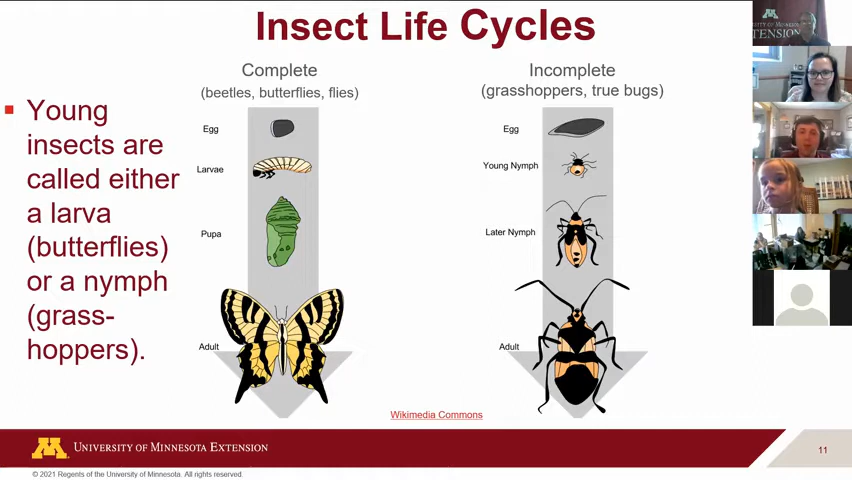 Insect Life Cycles
Complete
(beetles, butterflies, flies)
Incomplete
(grasshoppers, true bugs)
▪ Young
insects are
called either
a larva
(butterflies)
or a nymph
(grass-
hoppers).
Egg
Larvae
Pupa
Adult
Egg
Young Nymph
Later Nymph
Adult
Wikimedia Commons
UNIVERSITY OF MINNESOTA EXTENSION
11
© 2021 Regents of the University of Minnesota. All rights reserved.